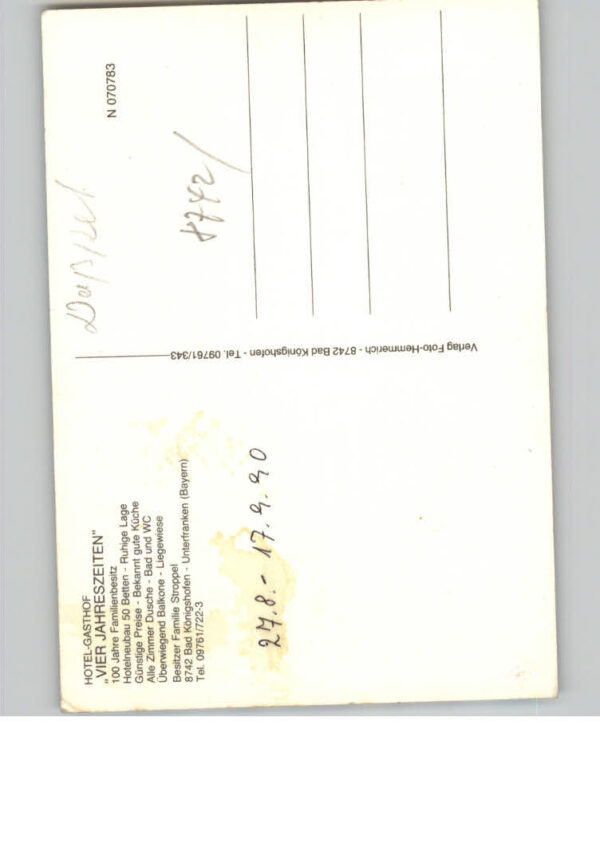 HOTEL-GASTHOF
"VIER JAHRESZEITEN"
100 Jahre Familienbesitz
Hotelneubau 50 Betten - Ruhige Lage
Günstige Preise - Bekannt gute Küche
Alle Zimmer Dusche - Bad und WC
Überwiegend Balkone - Liegewiese
Besitzer Familie Stroppel
8742 Bad Königshofen - Unterfranken (Bayern)
Tel. 09761/722-3
27.8. - 17.9.90
Verlag Foto-Hemmerich - 8742 Bad Königshofen - Tel. 09761/343
N 070783
8742/